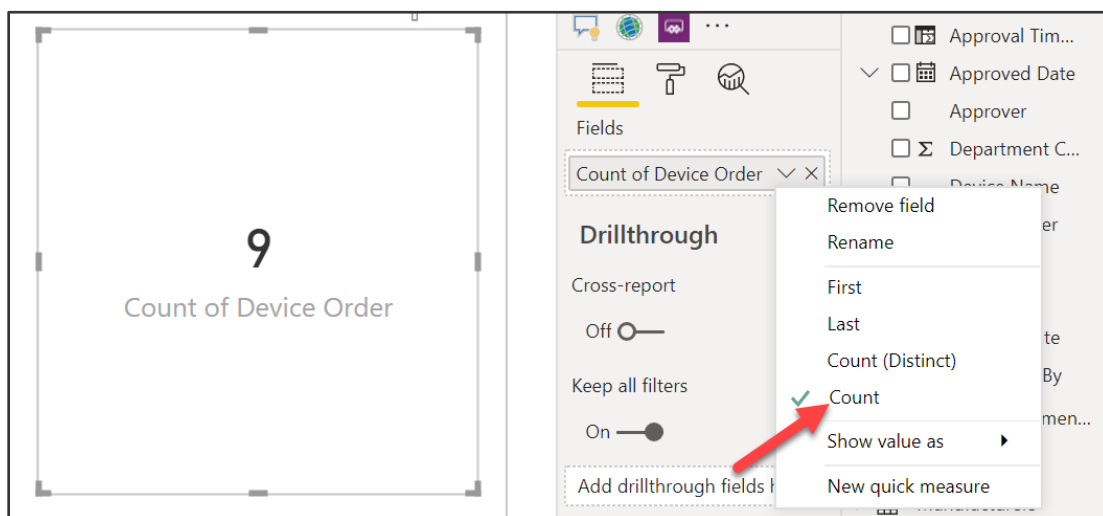 9
Count of Device Order
Fields
Count of Device Order
Drillthrough
Cross-report
Off
Keep all filters
On
Add drillthrough fields
Remove field
Rename
First
Last
Count (Distinct)
Count
Show value as
New quick measure
Approval Tim...
Approved Date
Approver
Department C...
Device Name
er
te
By
men...